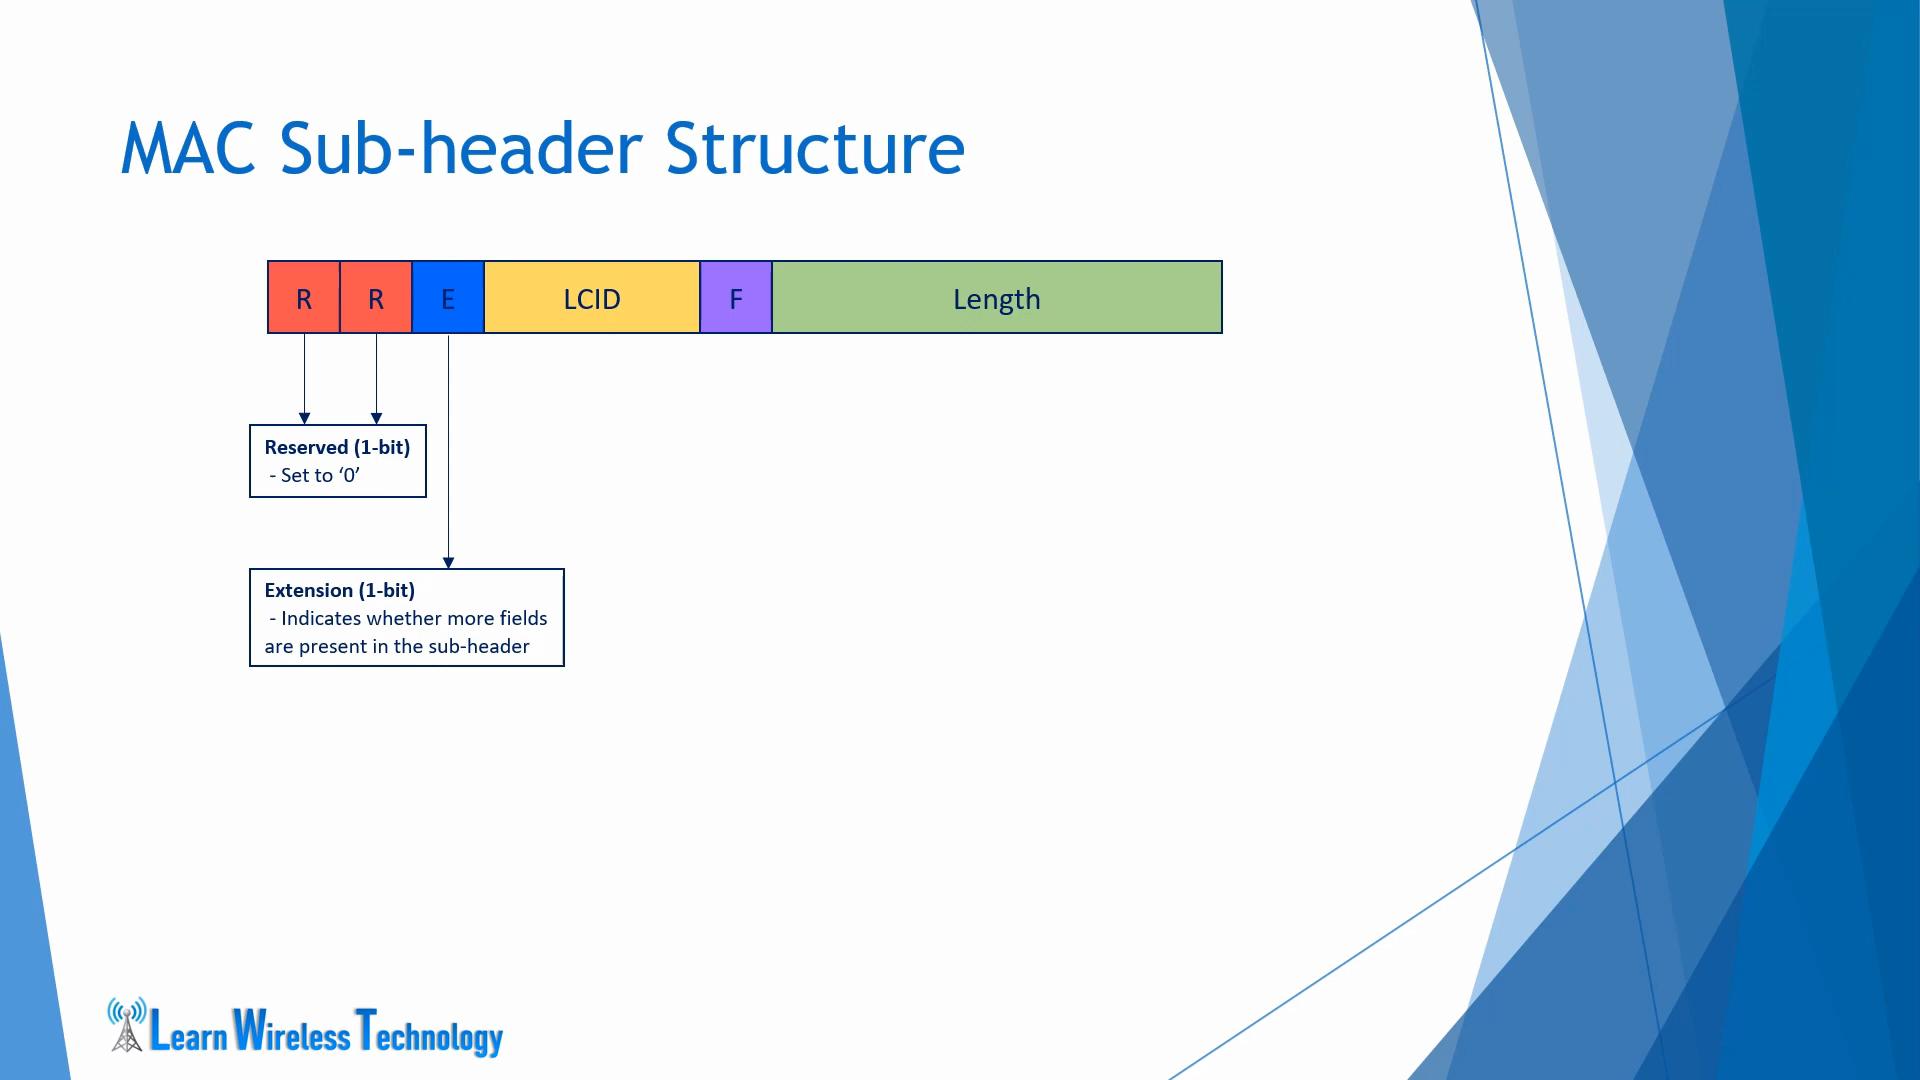 MAC Sub-header Structure
R R E LCID F Length
Reserved (1-bit)
- Set to ‘0’
Extension (1-bit)
- Indicates whether more fields
are present in the sub-header
Learn Wireless Technology